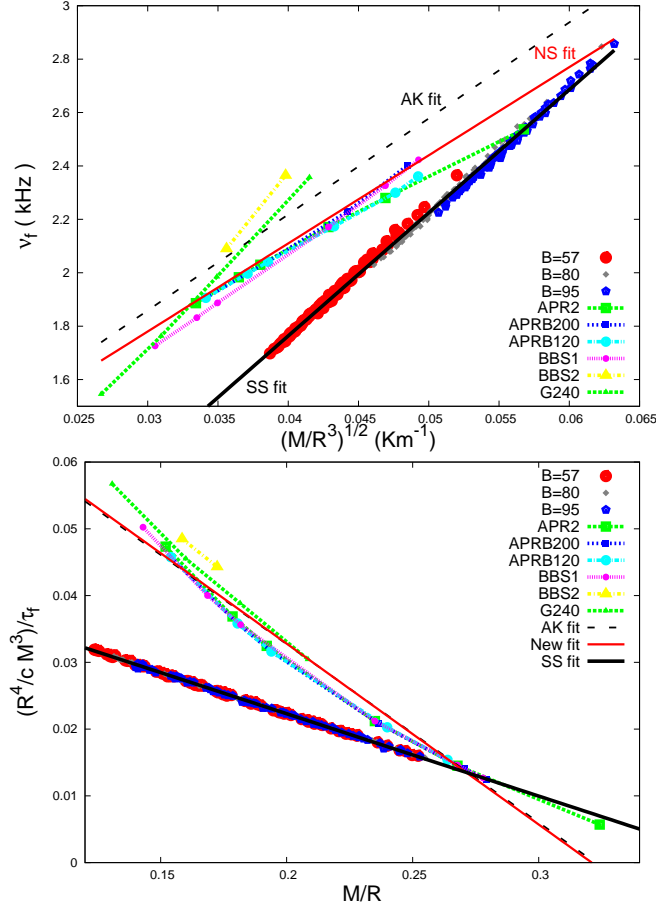 3
2.8
2.6
2.4
2.2
2
1.8
1.6
ν_f ( kHz)
AK fit
NS fit
SS fit
B=57
B=80
B=95
APR2
APRB200
APRB120
BBS1
BBS2
G240
0.025 0.03 0.035 0.04 0.045 0.05 0.055 0.06 0.065
(M/R³)^1/2 (Km⁻¹)
0.06
0.05
0.04
0.03
0.02
0.01
0
(R⁴/c M³)/τ_f
B=57
B=80
B=95
APR2
APRB200
APRB120
BBS1
BBS2
G240
AK fit
New fit
SS fit
0.15 0.2 0.25 0.3
M/R